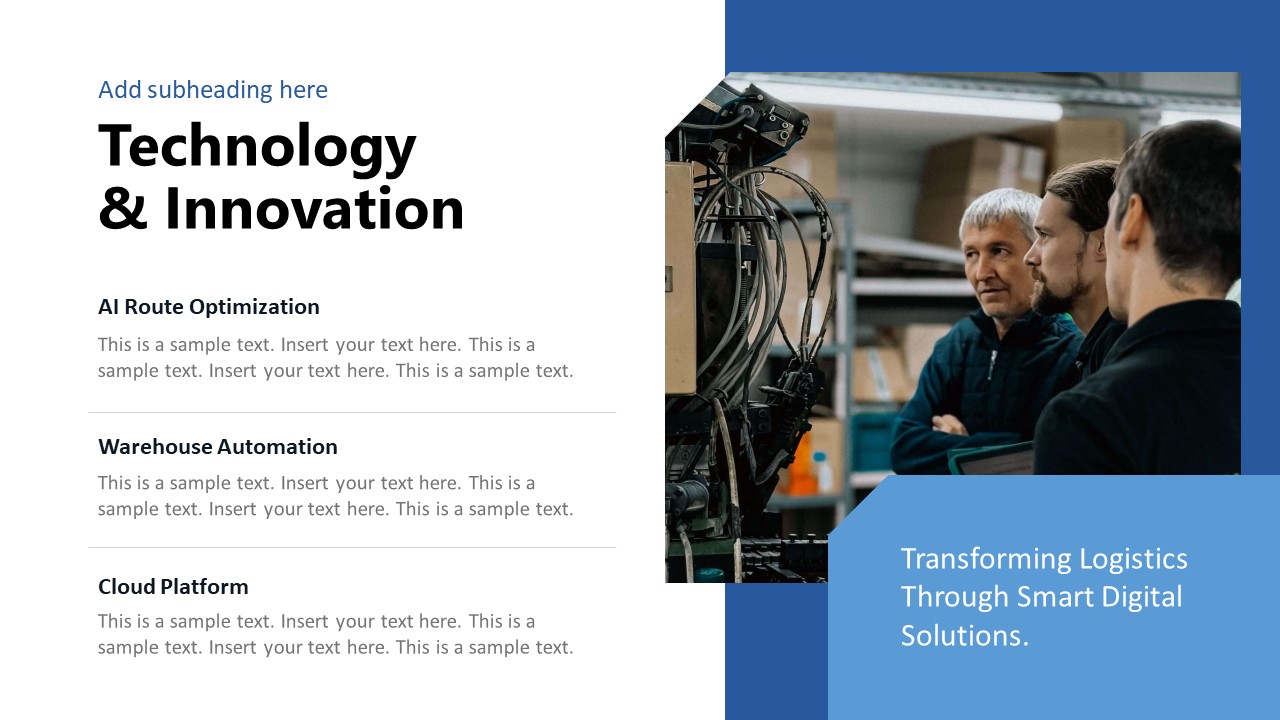 Add subheading here
Technology
& Innovation
AI Route Optimization
This is a sample text. Insert your text here. This is a
sample text. Insert your text here. This is a sample text.
Warehouse Automation
This is a sample text. Insert your text here. This is a
sample text. Insert your text here. This is a sample text.
Cloud Platform
This is a sample text. Insert your text here. This is a
sample text. Insert your text here. This is a sample text.
Transforming Logistics
Through Smart Digital
Solutions.